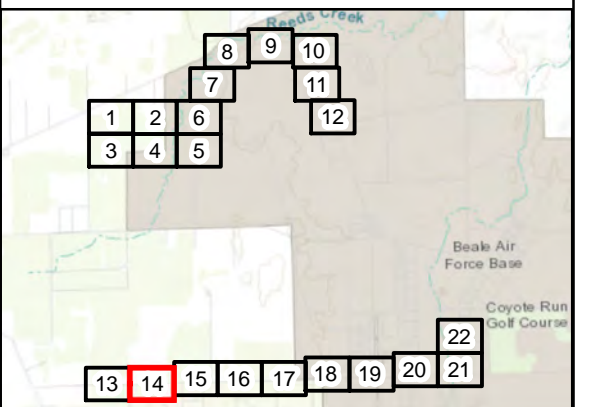 Reeds Creek
8 9 10
7 11
1 2 6 12
3 4 5
Beale Air
Force Base
Coyote Run
Golf Course
22
13 14 15 16 17 18 19 20 21